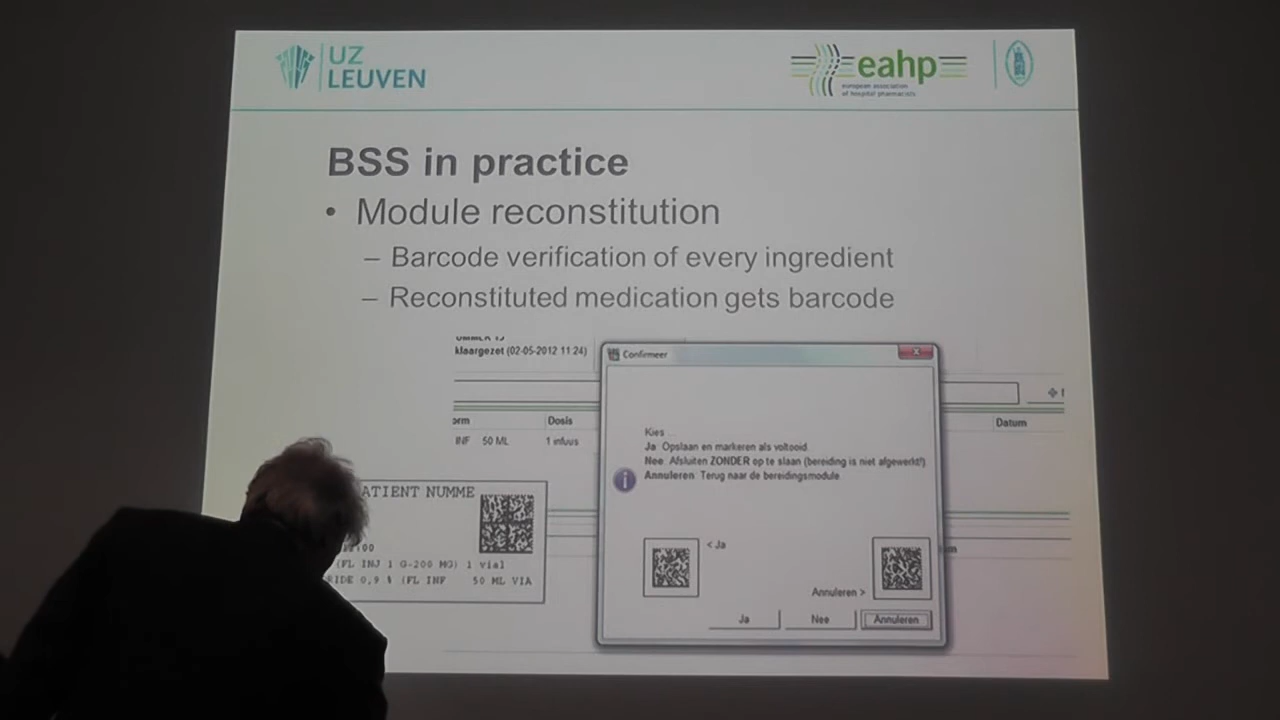 UZ
LEUVEN
eahp
european association
of hospital pharmacists
BSS in practice
• Module reconstitution
– Barcode verification of every ingredient
– Reconstituted medication gets barcode
klaargezet (02-05-2012 11:24)
Confirmeer
orm Dosis Datum
INF 50 ML 1 infuus
Kies ...
Ja: Opslaan en markeren als voltooid.
Nee: Afsluiten ZONDER op te slaan (bereiding is niet afgewerkt!)
Annuleren: Terug naar de bereidingsmodule.
ATIENT NUMME
< Ja
:00
(FL INJ 1 G-200 MG) 1 vial
RIDE 0,9 % (FL INF 50 ML VIA
Annuleren >
Ja Nee Annuleren